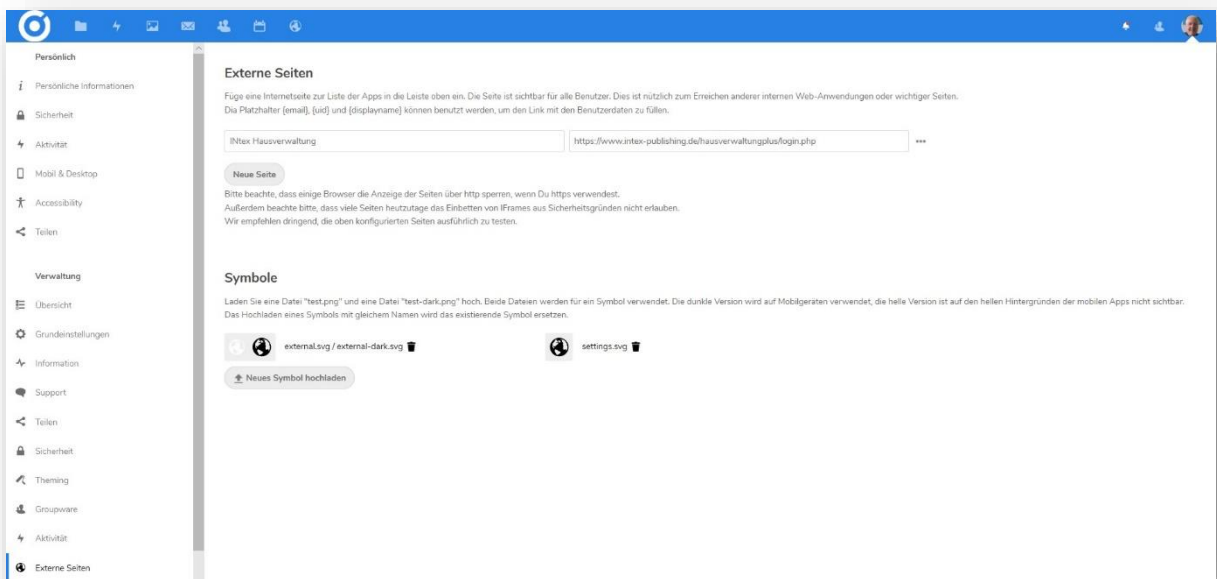 Persönlich
Persönliche Informationen
Sicherheit
Aktivität
Mobil & Desktop
Accessibility
Teilen
Verwaltung
Übersicht
Grundeinstellungen
Information
Support
Teilen
Sicherheit
Theming
Groupware
Aktivität
Externe Seiten
Externe Seiten
Füge eine Internetseite zur Liste der Apps in die Leiste oben ein. Die Seite ist sichtbar für alle Benutzer. Dies ist nützlich zum Erreichen anderer internen Web-Anwendungen oder wichtiger Seiten.
Dia Platzhalter {email}, {uid} und {displayname} können benutzt werden, um den Link mit den Benutzerdaten zu füllen.
INtex Hausverwaltung
https://www.intex-publishing.de/hausverwaltungplus/login.php
Neue Seite
Bitte beachte, dass einige Browser die Anzeige der Seiten über http sperren, wenn Du https verwendest.
Außerdem beachte bitte, dass viele Seiten heutzutage das Einbetten von IFrames aus Sicherheitsgründen nicht erlauben.
Wir empfehlen dringend, die oben konfigurierten Seiten ausführlich zu testen.
Symbole
Laden Sie eine Datei "test.png" und eine Datei "test-dark.png" hoch. Beide Dateien werden für ein Symbol verwendet. Die dunkle Version wird auf Mobilgeräten verwendet, die helle Version ist auf den hellen Hintergründen der mobilen Apps nicht sichtbar.
Das Hochladen eines Symbols mit gleichem Namen wird das existierende Symbol ersetzen.
external.svg / external-dark.svg
settings.svg
Neues Symbol hochladen